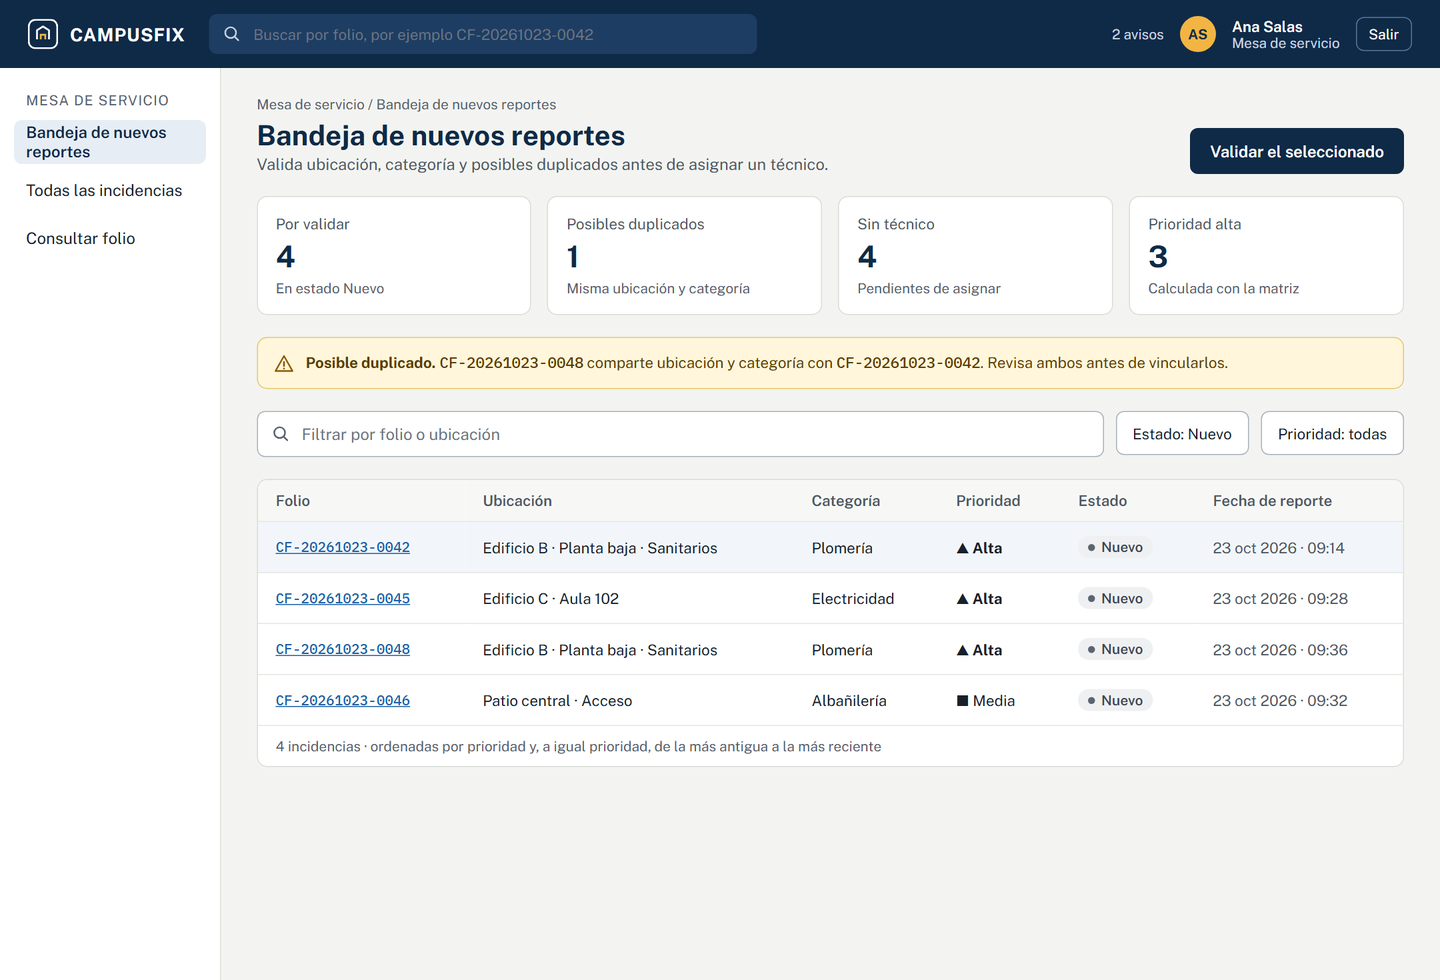 CAMPUSFIX
Buscar por folio, por ejemplo CF-20261023-0042
2 avisos
AS
Ana Salas
Mesa de servicio
Salir
MESA DE SERVICIO
Bandeja de nuevos
reportes
Todas las incidencias
Consultar folio
Mesa de servicio / Bandeja de nuevos reportes
Bandeja de nuevos reportes
Valida ubicación, categoría y posibles duplicados antes de asignar un técnico.
Validar el seleccionado
Por validar
4
En estado Nuevo
Posibles duplicados
1
Misma ubicación y categoría
Sin técnico
4
Pendientes de asignar
Prioridad alta
3
Calculada con la matriz
Posible duplicado. CF-20261023-0048 comparte ubicación y categoría con CF-20261023-0042. Revisa ambos antes de vincularlos.
Filtrar por folio o ubicación
Estado: Nuevo
Prioridad: todas
Folio Ubicación Categoría Prioridad Estado Fecha de reporte
CF-20261023-0042 Edificio B · Planta baja · Sanitarios Plomería ▲ Alta Nuevo 23 oct 2026 · 09:14
CF-20261023-0045 Edificio C · Aula 102 Electricidad ▲ Alta Nuevo 23 oct 2026 · 09:28
CF-20261023-0048 Edificio B · Planta baja · Sanitarios Plomería ▲ Alta Nuevo 23 oct 2026 · 09:36
CF-20261023-0046 Patio central · Acceso Albañilería ■ Media Nuevo 23 oct 2026 · 09:32
4 incidencias · ordenadas por prioridad y, a igual prioridad, de la más antigua a la más reciente